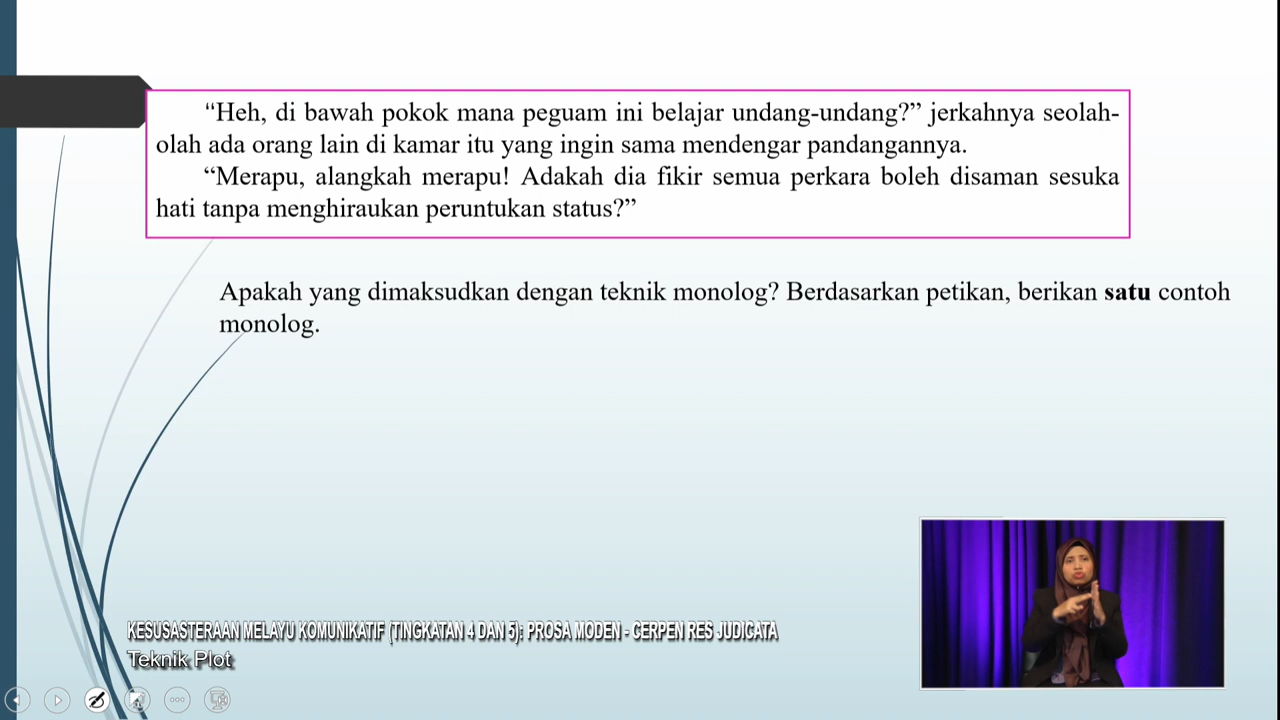 “Heh, di bawah pokok mana peguam ini belajar undang-undang?” jerkahnya seolah-
olah ada orang lain di kamar itu yang ingin sama mendengar pandangannya.
“Merapu, alangkah merapu! Adakah dia fikir semua perkara boleh disaman sesuka
hati tanpa menghiraukan peruntukan status?”
Apakah yang dimaksudkan dengan teknik monolog? Berdasarkan petikan, berikan satu contoh
monolog.
KESUSASTERAAN MELAYU KOMUNIKATIF (TINGKATAN 4 DAN 5): PROSA MODEN - CERPEN RES JUDICATA
Teknik Plot